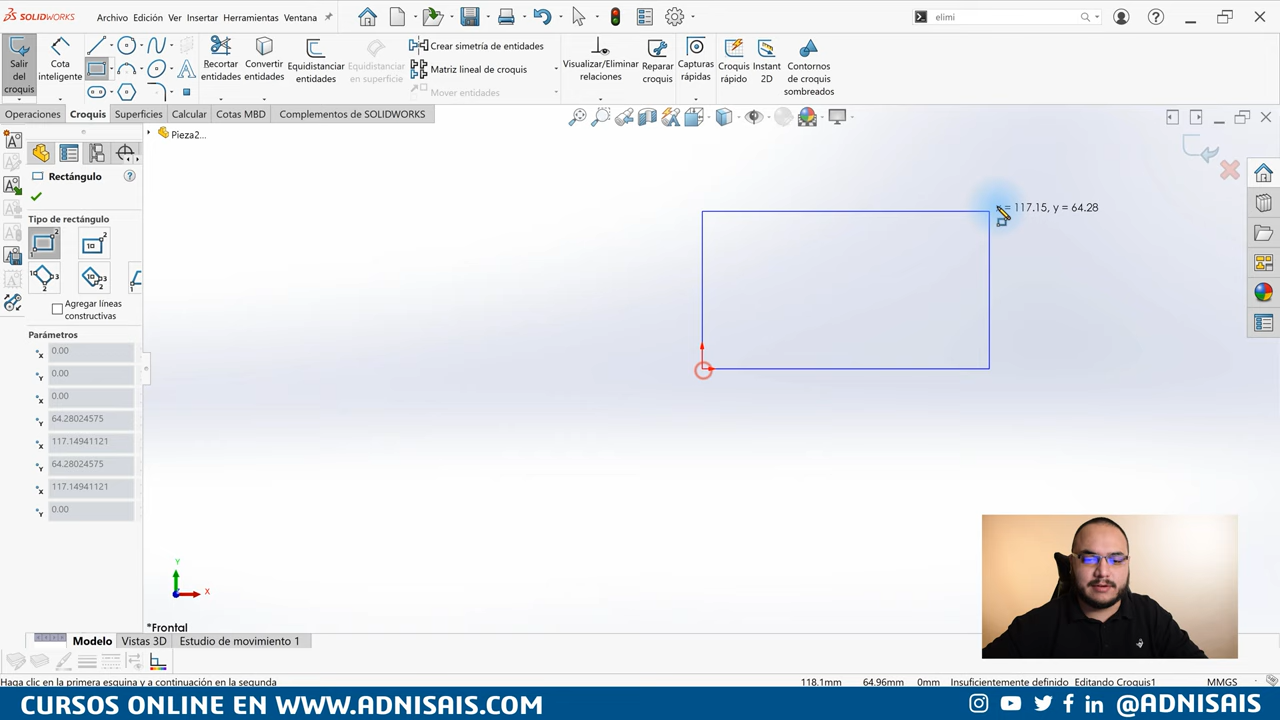 SOLIDWORKS
Archivo Edición Ver Insertar Herramientas Ventana
elimi
Salir del croquis
Cota inteligente
Recortar entidades
Convertir entidades
Equidistanciar entidades
Equidistanciar en superficie
Crear simetría de entidades
Matriz lineal de croquis
Mover entidades
Visualizar/Eliminar relaciones
Reparar croquis
Capturas rápidas
Croquis rápido
Instant 2D
Contornos de croquis sombreados
Operaciones Croquis Superficies Calcular Cotas MBD Complementos de SOLIDWORKS
Pieza2...
Rectángulo
Tipo de rectángulo
Agregar líneas
constructivas
Parámetros
0.00
0.00
0.00
64.28024575
117.14941121
64.28024575
117.14941121
0.00
= 117.15, y = 64.28
Y
X
*Frontal
Modelo Vistas 3D Estudio de movimiento 1
Haga clic en la primera esquina y a continuación en la segunda
118.1mm 64.96mm 0mm Insuficientemente definido Editando Croquis1 MMGS
CURSOS ONLINE EN WWW.ADNISAIS.COM
@ADNISAIS